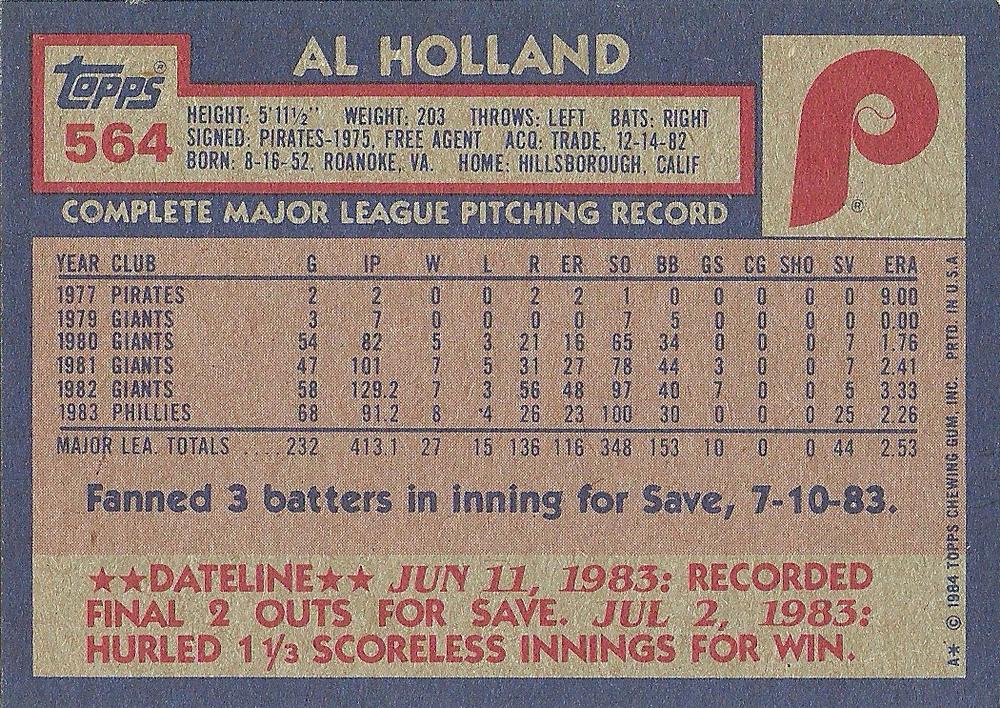 AL HOLLAND
Topps®
564
HEIGHT: 5'11½" WEIGHT: 203 THROWS: LEFT BATS: RIGHT
SIGNED: PIRATES-1975, FREE AGENT ACQ: TRADE, 12-14-82
BORN: 8-16-52, ROANOKE, VA. HOME: HILLSBOROUGH, CALIF
P ®
COMPLETE MAJOR LEAGUE PITCHING RECORD
YEAR CLUB G IP W L R ER SO BB GS CG SHO SV ERA
1977 PIRATES 2 2 0 0 2 2 1 0 0 0 0 0 9.00
1979 GIANTS 3 7 0 0 0 0 7 5 0 0 0 0 0.00
1980 GIANTS 54 82 5 3 21 16 65 34 0 0 0 7 1.76
1981 GIANTS 47 101 7 5 31 27 78 44 3 0 0 7 2.41
1982 GIANTS 58 129.2 7 3 56 48 97 40 7 0 0 5 3.33
1983 PHILLIES 68 91.2 8 4 26 23 100 30 0 0 0 25 2.26
MAJOR LEA. TOTALS .... 232 413.1 27 15 136 116 348 153 10 0 0 44 2.53
Fanned 3 batters in inning for Save, 7-10-83.
★★DATELINE★★ JUN 11, 1983: RECORDED
FINAL 2 OUTS FOR SAVE. JUL 2, 1983:
HURLED 1⅓ SCORELESS INNINGS FOR WIN.
A* © 1984 TOPPS CHEWING GUM, INC. PRTD. IN U.S.A.